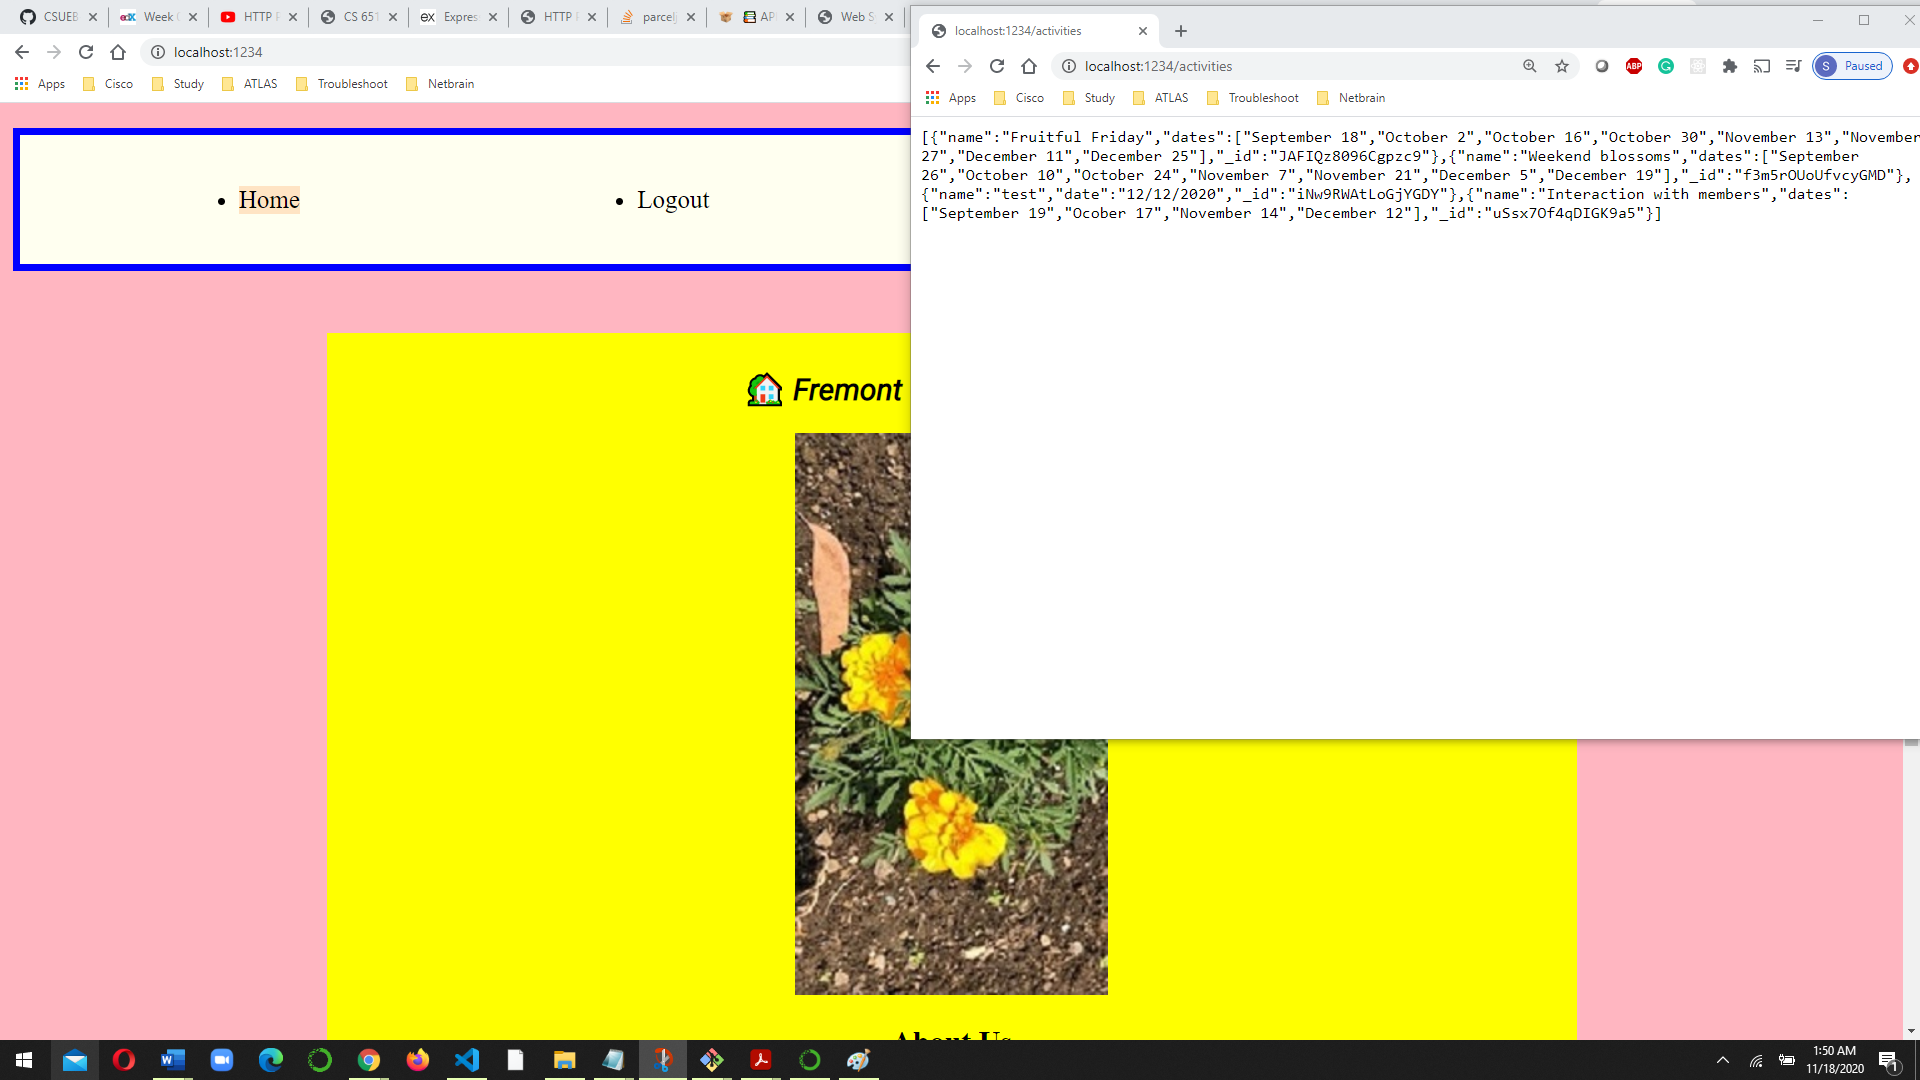 CSUEB
Week
HTTP
CS 651
Expres
HTTP
parcel
API
Web S
localhost:1234/activities
localhost:1234
localhost:1234/activities
Paused
S
Apps Cisco Study ATLAS Troubleshoot Netbrain
Apps Cisco Study ATLAS Troubleshoot Netbrain
[{"name":"Fruitful Friday","dates":["September 18","October 2","October 16","October 30","November 13","November
27","December 11","December 25"],"_id":"JAFIQz8096Cgpzc9"},{"name":"Weekend blossoms","dates":["September
26","October 10","October 24","November 7","November 21","December 5","December 19"],"_id":"f3m5rOUoUfvcyGMD"},
{"name":"test","date":"12/12/2020","_id":"iNw9RWAtLoGjYGDY"},{"name":"Interaction with members","dates":
["September 19","Ocober 17","November 14","December 12"],"_id":"uSsx7Of4qDIGK9a5"}]
Home
Logout
Fremont
About Us
1:50 AM
11/18/2020
1